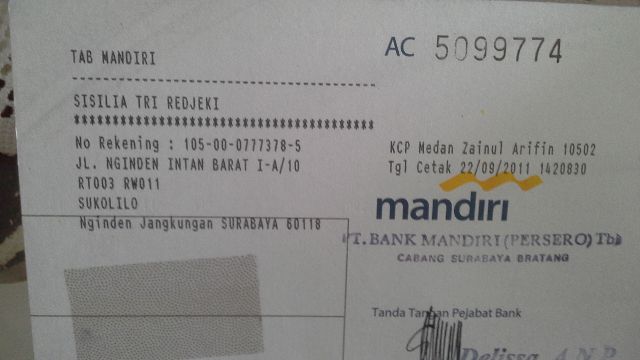 TAB MANDIRI
AC 5099774
----------------------------------------
SISILIA TRI REDJEKI
****************************************
No Rekening : 105-00-0777378-5
JL. NGINDEN INTAN BARAT I-A/10
RT003 RW011
SUKOLILO
Nginden Jangkungan SURABAYA 60118
KCP Medan Zainul Arifin 10502
Tgl Cetak 22/09/2011 1420830
mandiri
PT. BANK MANDIRI (PERSERO) Tbk
CABANG SURABAYA BRATANG
Tanda Tangan Pejabat Bank
Delissa A.N.P